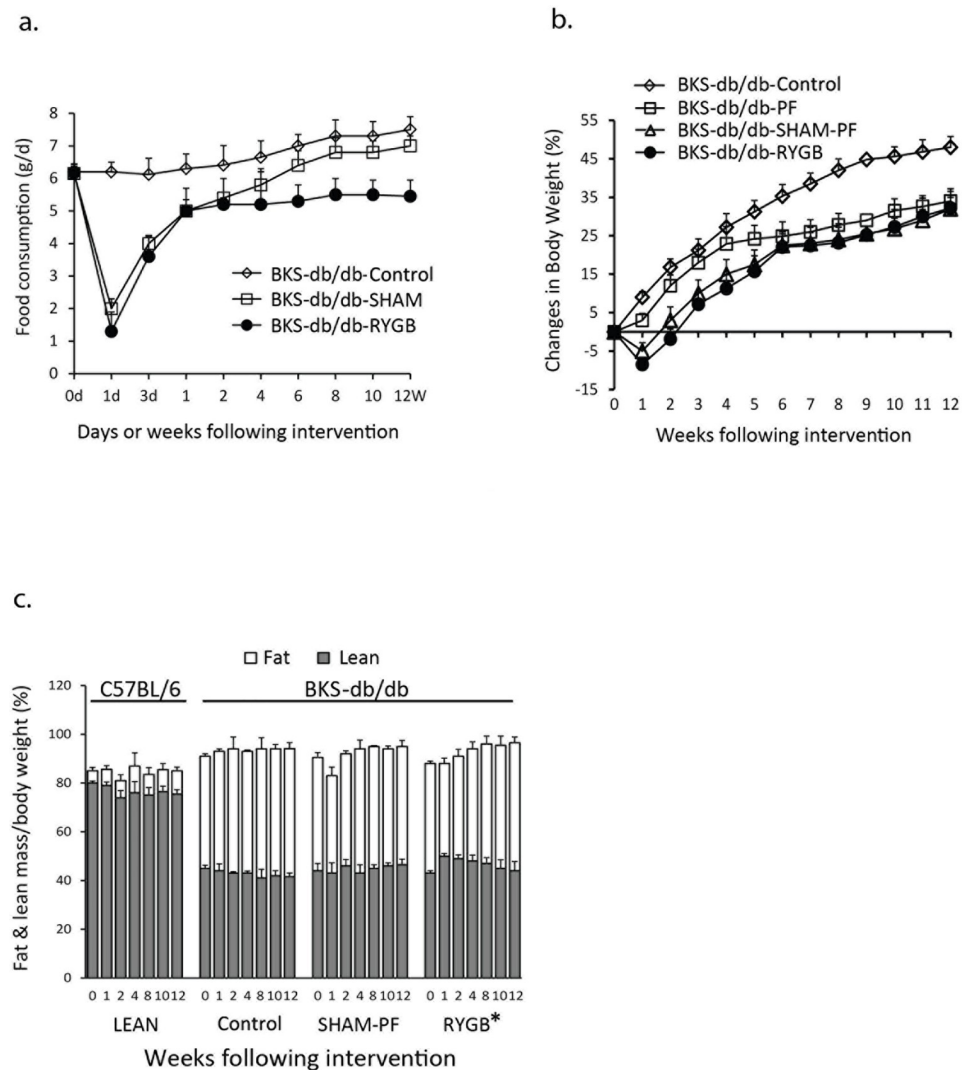 a.
8
7
6
5
4
3
2
1
0
Food consumption (g/d)
BKS-db/db-Control
BKS-db/db-SHAM
BKS-db/db-RYGB
0d 1d 3d 1 2 4 6 8 10 12W
Days or weeks following intervention
b.
BKS-db/db-Control
BKS-db/db-PF
BKS-db/db-SHAM-PF
BKS-db/db-RYGB
55
45
35
25
15
5
-5
-15
Changes in Body Weight (%)
0 1 2 3 4 5 6 7 8 9 10 11 12
Weeks following intervention
c.
Fat Lean
C57BL/6 BKS-db/db
120
100
80
60
40
20
0
Fat & lean mass/body weight (%)
0 1 2 4 8 10 12 0 1 2 4 8 10 12 0 1 2 4 8 10 12 0 1 2 4 8 10 12
LEAN Control SHAM-PF RYGB*
Weeks following intervention